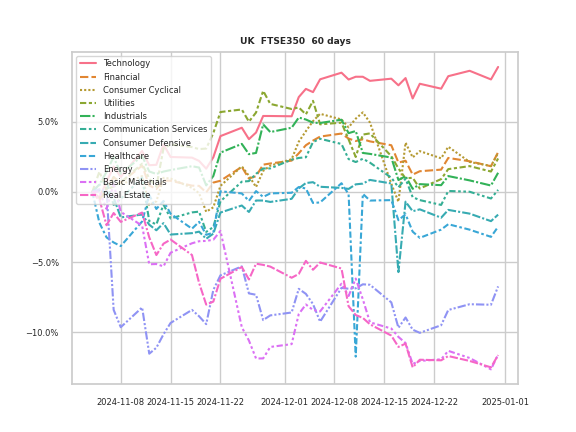 UK FTSE350 60 days
Technology
Financial
Consumer Cyclical
Utilities
Industrials
Communication Services
Consumer Defensive
Healthcare
Energy
Basic Materials
Real Estate
5.0%
0.0%
−5.0%
−10.0%
2024-11-08 2024-11-15 2024-11-22 2024-12-01 2024-12-08 2024-12-15 2024-12-22 2025-01-01